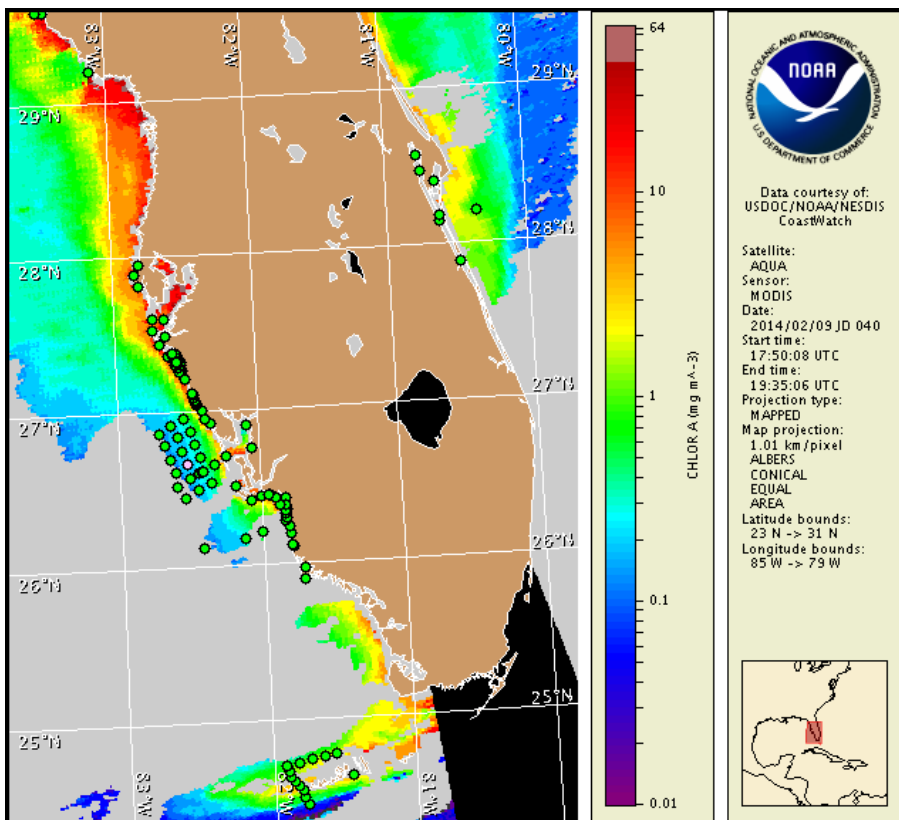 83°W
82°W
81°W
80°W
29°N
29°N
28°N
28°N
27°N
27°N
26°N
26°N
25°N
25°N
83°W
82°W
81°W
64
10
1
0.1
0.01
CHLOR A (mg m^-3)
NATIONAL OCEANIC AND ATMOSPHERIC ADMINISTRATION
NOAA
U.S. DEPARTMENT OF COMMERCE
Data courtesy of:
USDOC/NOAA/NESDIS
CoastWatch
Satellite:
AQUA
Sensor:
MODIS
Date:
2014/02/09 JD 040
Start time:
17:50:08 UTC
End time:
19:35:06 UTC
Projection type:
MAPPED
Map projection:
1.01 km/pixel
ALBERS
CONICAL
EQUAL
AREA
Latitude bounds:
23 N -> 31 N
Longitude bounds:
85 W -> 79 W